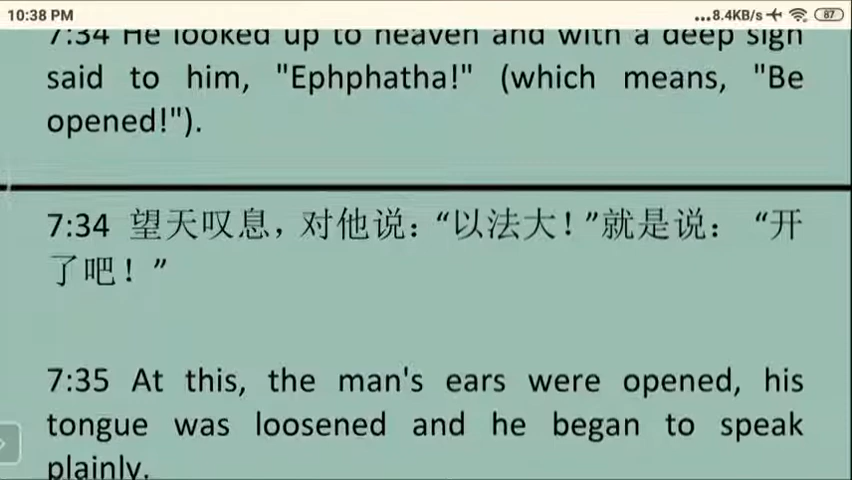 10:38 PM
...8.4KB/s
87
7:34 He looked up to heaven and with a deep sigh
said to him, "Ephphatha!" (which means, "Be
opened!").
7:34 望天叹息，对他说：“以法大！”就是说： “开
了吧！”
7:35 At this, the man's ears were opened, his
tongue was loosened and he began to speak
plainly.